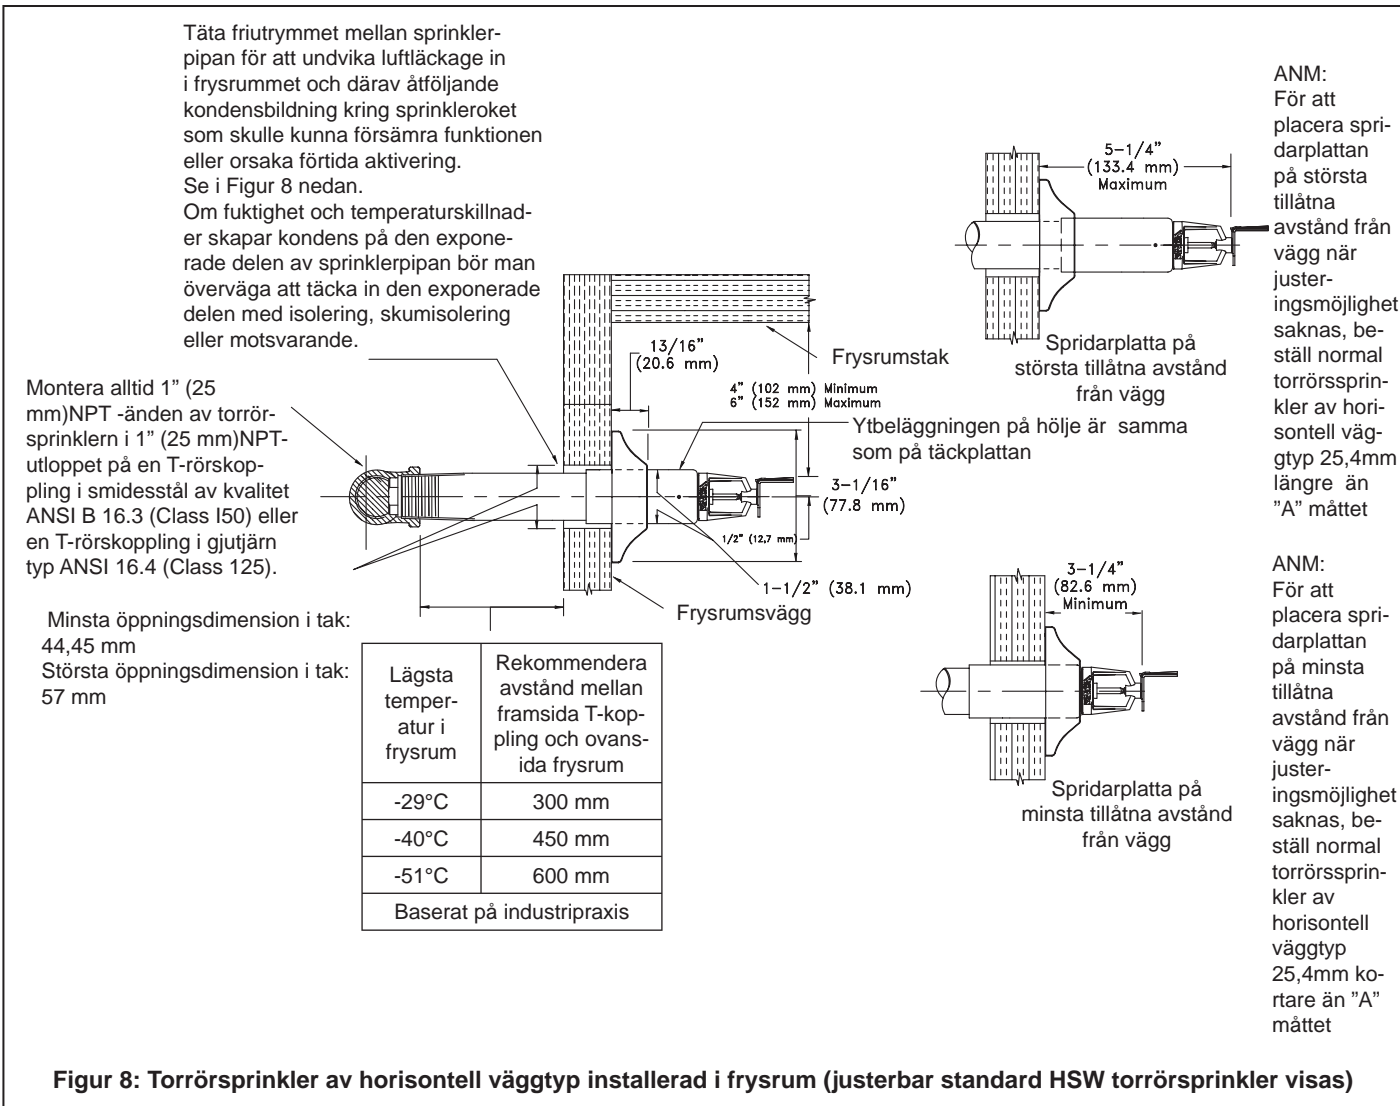 Täta friutrymmet mellan sprinkler-
pipan för att undvika luftläckage in
i frysrummet och därav åtföljande
kondensbildning kring sprinkleroket
som skulle kunna försämra funktionen
eller orsaka förtida aktivering.
Se i Figur 8 nedan.
Om fuktighet och temperaturskillnad-
er skapar kondens på den expone-
rade delen av sprinklerpipan bör man
överväga att täcka in den exponerade
delen med isolering, skumisolering
eller motsvarande.
Montera alltid 1” (25
mm)NPT -änden av torrör-
sprinklern i 1” (25 mm)NPT-
utloppet på en T-rörskop-
pling i smidesstål av kvalitet
ANSI B 16.3 (Class I50) eller
en T-rörskoppling i gjutjärn
typ ANSI 16.4 (Class 125).
Minsta öppningsdimension i tak:
44,45 mm
Största öppningsdimension i tak:
57 mm
13/16”
(20.6 mm)
Frysrumstak
4” (102 mm) Minimum
6” (152 mm) Maximum
Ytbeläggningen på hölje är samma
som på täckplattan
3–1/16”
(77.8 mm)
1/2” (12,7 mm)
1–1/2” (38.1 mm)
Frysrumsvägg
Lägsta
temper-
atur i
frysrum
Rekommendera
avstånd mellan
framsida T-kop-
pling och ovans-
ida frysrum
-29°C 300 mm
-40°C 450 mm
-51°C 600 mm
Baserat på industripraxis
5–1/4”
(133.4 mm)
Maximum
Spridarplatta på
största tillåtna avstånd
från vägg
3–1/4”
(82.6 mm)
Minimum
Spridarplatta på
minsta tillåtna avstånd
från vägg
ANM:
För att
placera spri-
darplattan
på största
tillåtna
avstånd från
vägg når
juster-
ingsmöjlighet
saknas, be-
ställ normal
torrörssprin-
kler av hori-
sontell väg-
gtyp 25,4mm
längre än
”A” måttet
ANM:
För att
placera spri-
darplattan
på minsta
tillåtna
avstånd från
vägg når
juster-
ingsmöjlighet
saknas, be-
ställ normal
torrörssprin-
kler av
horisontell
väggtyp
25,4mm ko-
rtare än ”A”
måttet
Figur 8: Torrörsprinkler av horisontell väggtyp installerad i frysrum (justerbar standard HSW torrörsprinkler visas)